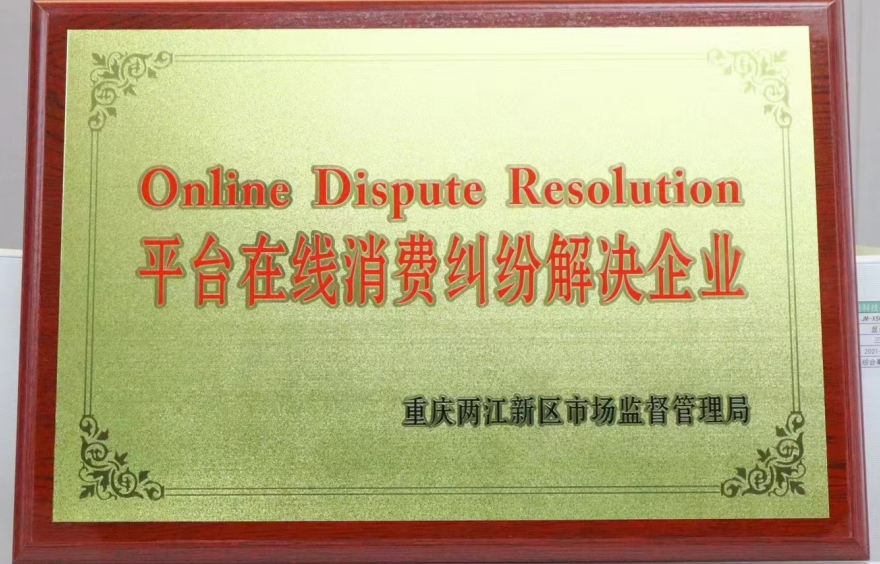 Online Dispute Resolution
平台在线消费纠纷解决企业
重庆两江新区市场监督管理局
2021